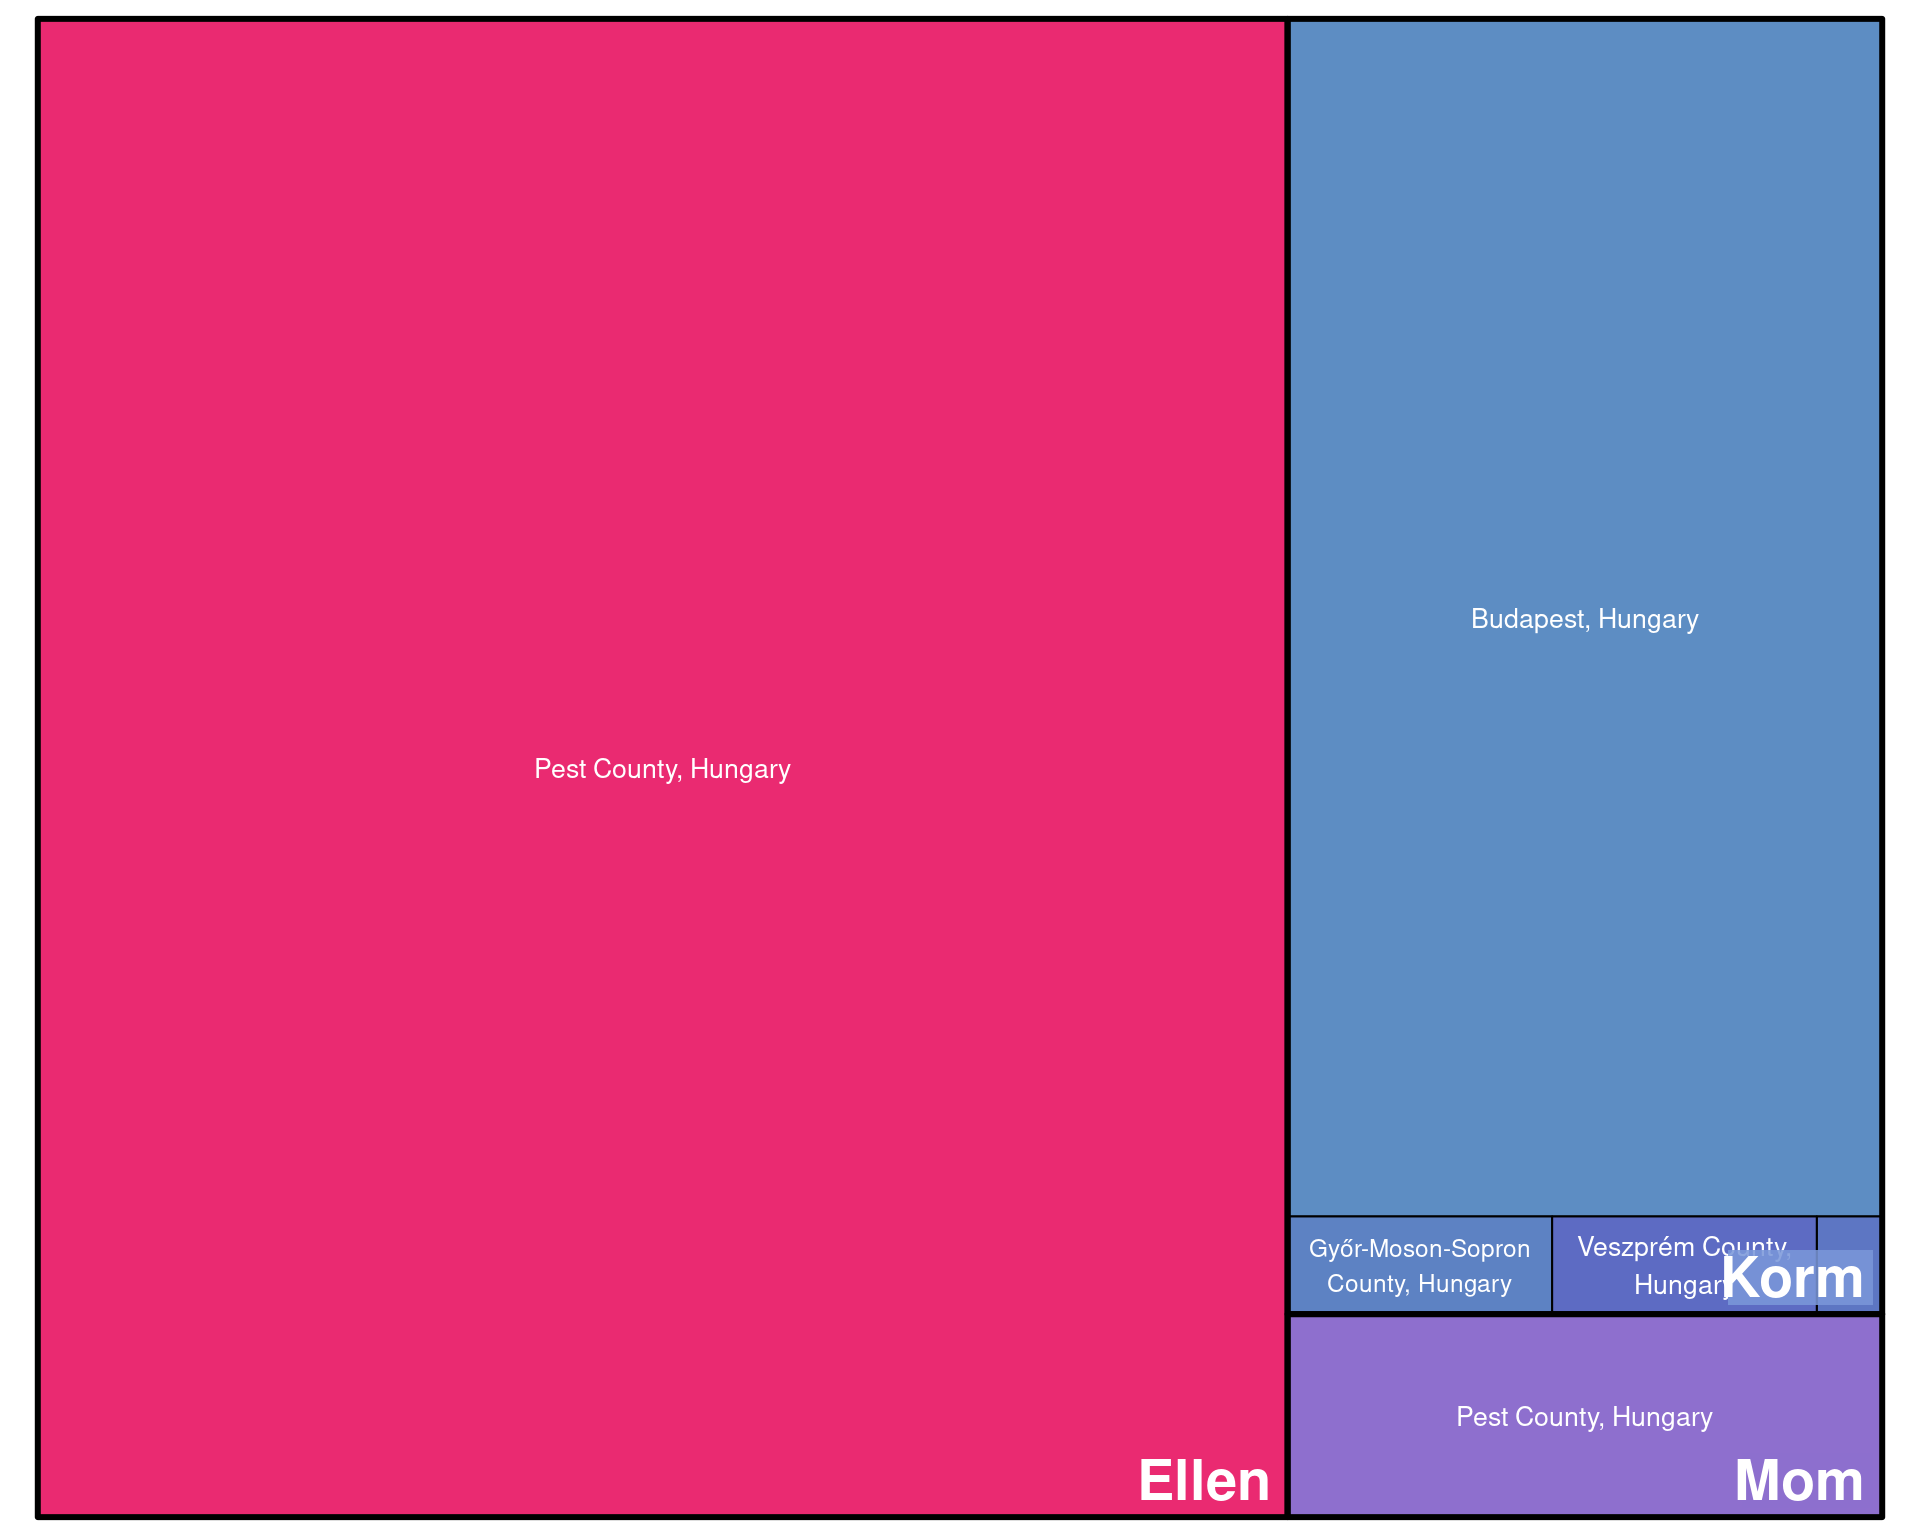 Pest County, Hungary
Ellen
Budapest, Hungary
Győr-Moson-Sopron
County, Hungary
Veszprém County,
Hungary
Korm
Pest County, Hungary
Mom